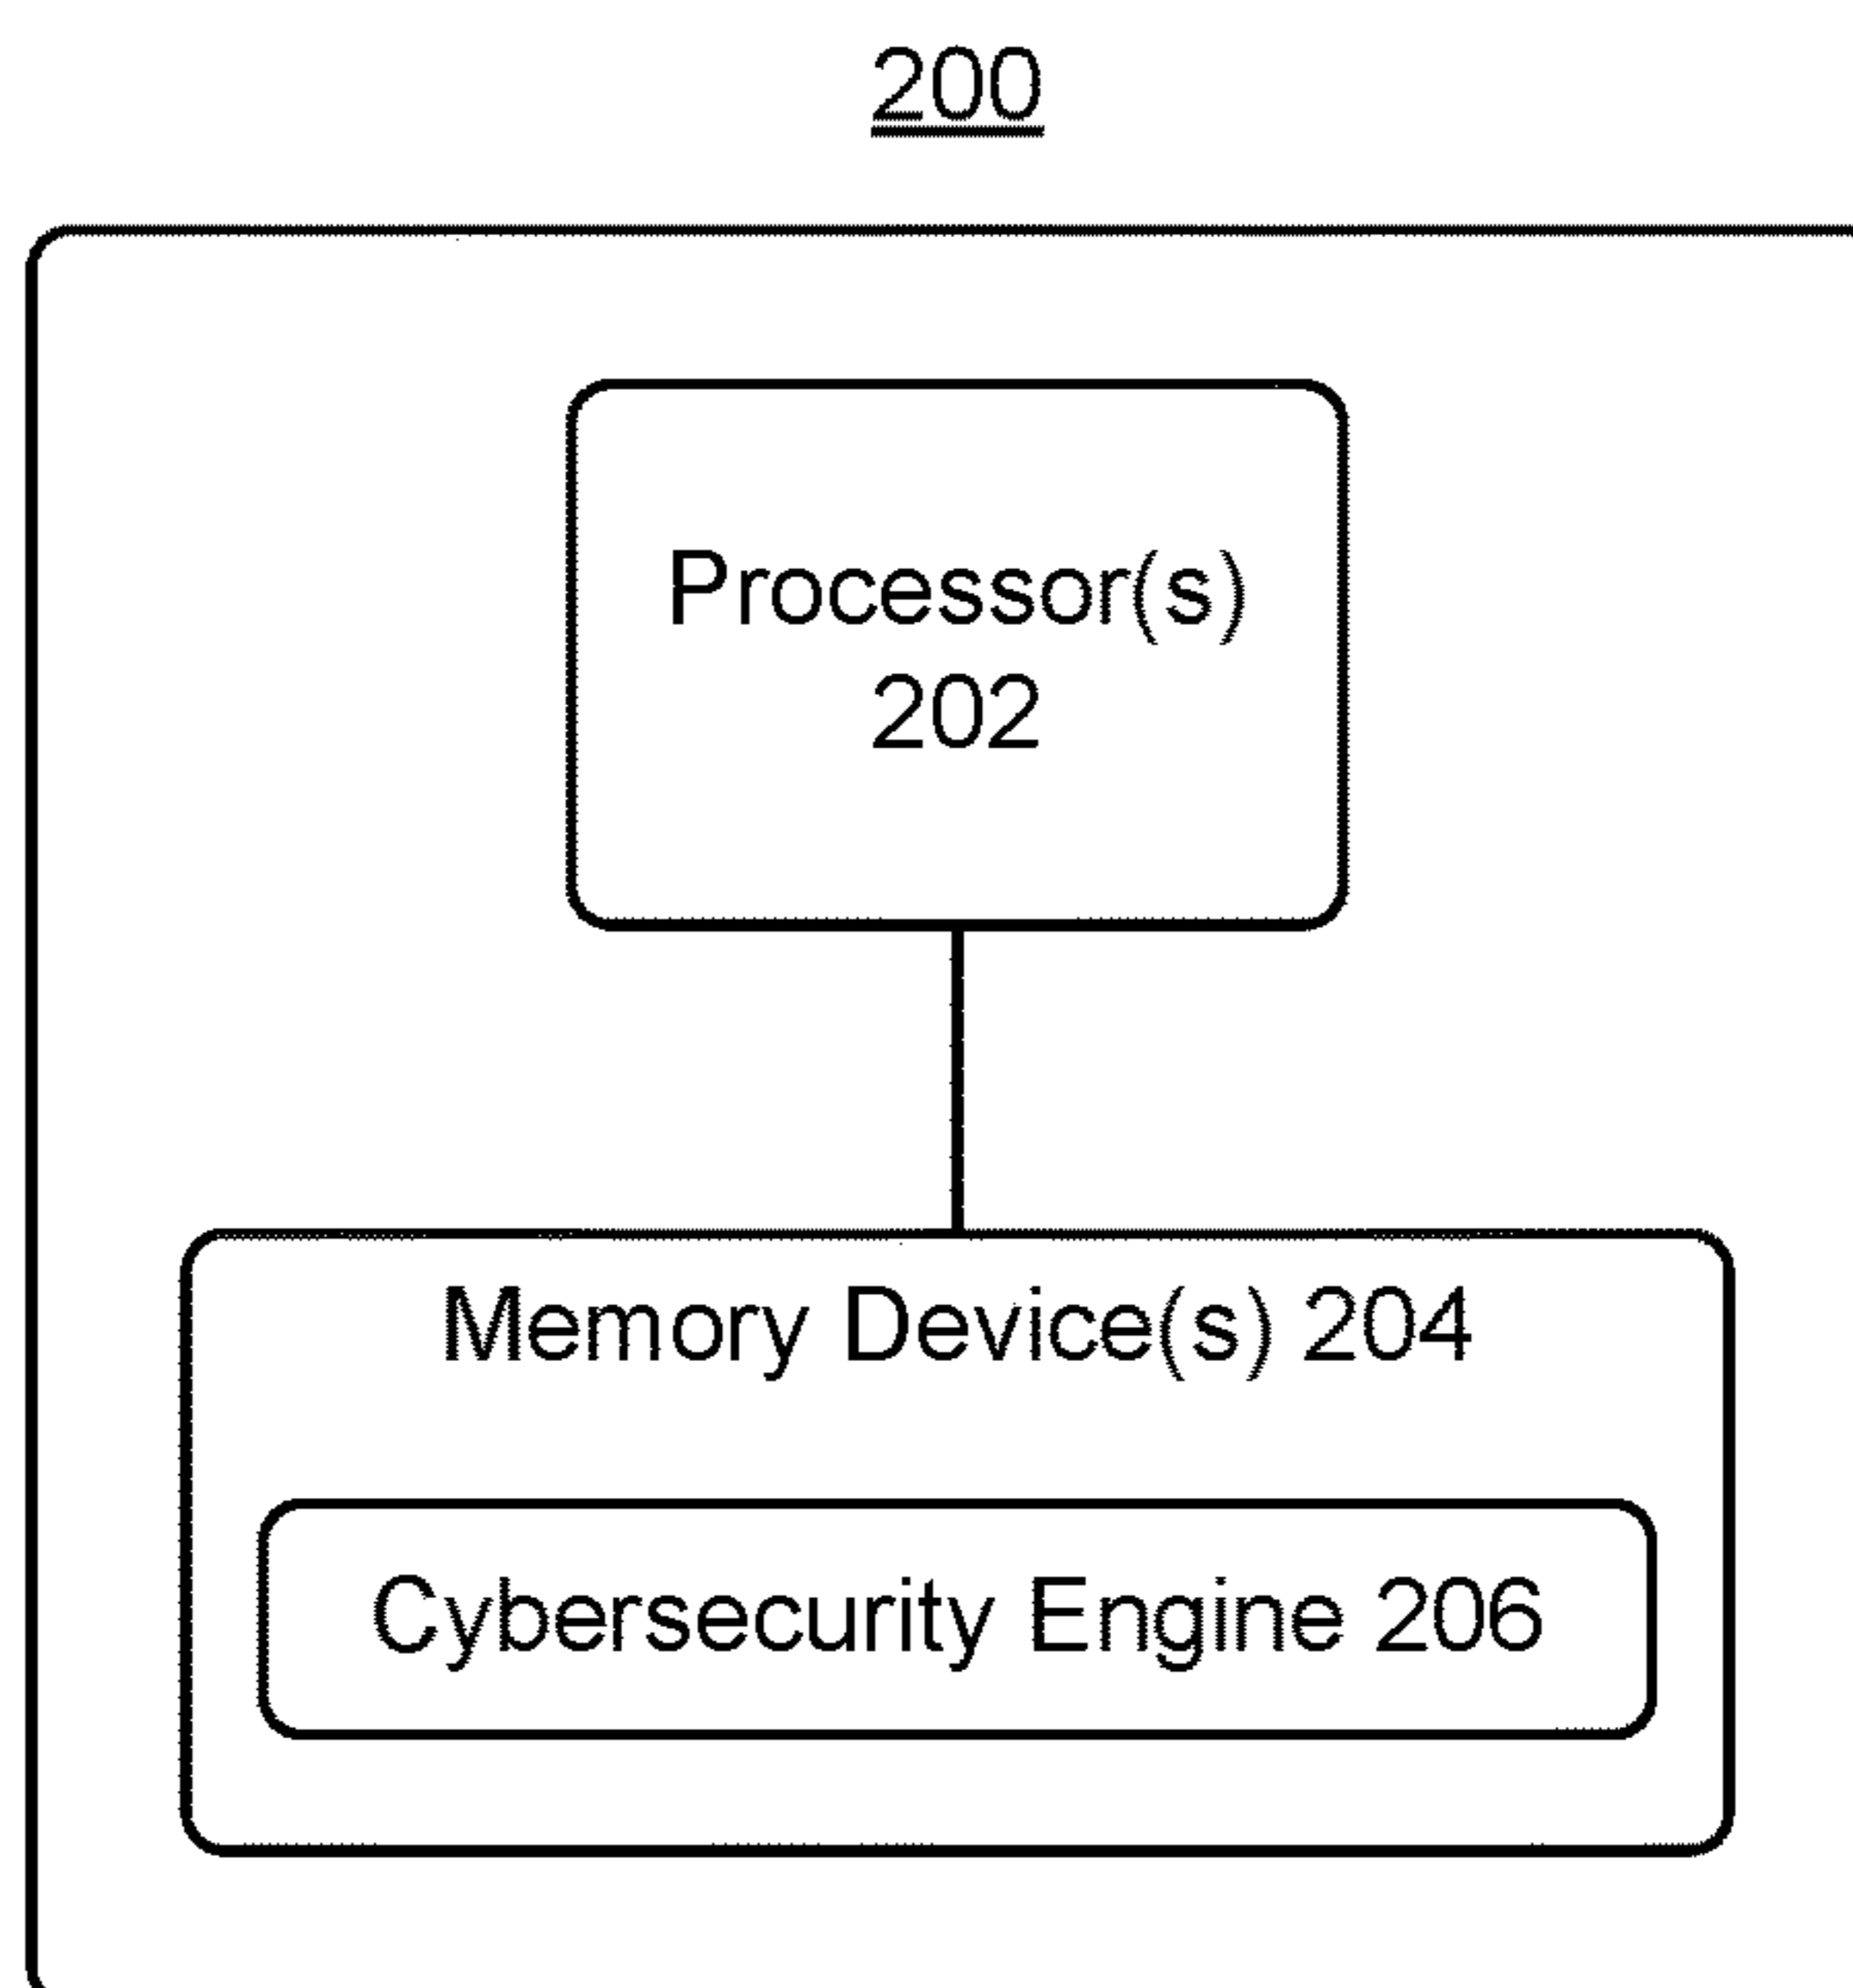 200
Processor(s)
202
Memory Device(s) 204
Cybersecurity Engine 206